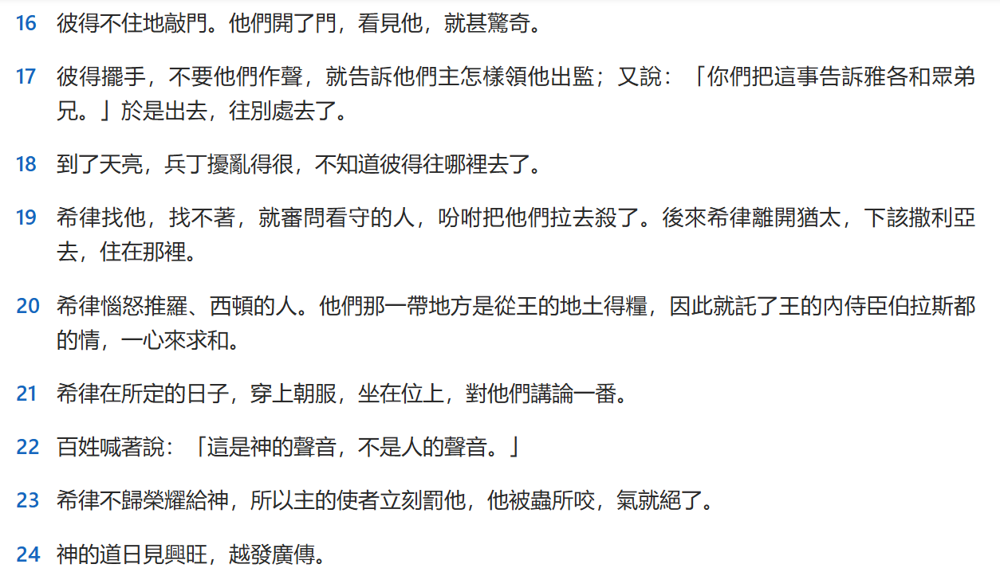 16 彼得不住地敲門。他們開了門，看見他，就甚驚奇。
17 彼得擺手，不要他們作聲，就告訴他們主怎樣領他出監；又說：「你們把這事告訴雅各和眾弟
兄。」於是出去，往別處去了。
18 到了天亮，兵丁擾亂得很，不知道彼得往哪裡去了。
19 希律找他，找不著，就審問看守的人，吩咐把他們拉去殺了。後來希律離開猶太，下該撒利亞
去，住在那裡。
20 希律惱怒推羅、西頓的人。他們那一帶地方是從王的地土得糧，因此就託了王的內侍臣伯拉斯都
的情，一心來求和。
21 希律在所定的日子，穿上朝服，坐在位上，對他們講論一番。
22 百姓喊著說：「這是神的聲音，不是人的聲音。」
23 希律不歸榮耀給神，所以主的使者立刻罰他，他被蟲所咬，氣就絕了。
24 神的道日見興旺，越發廣傳。